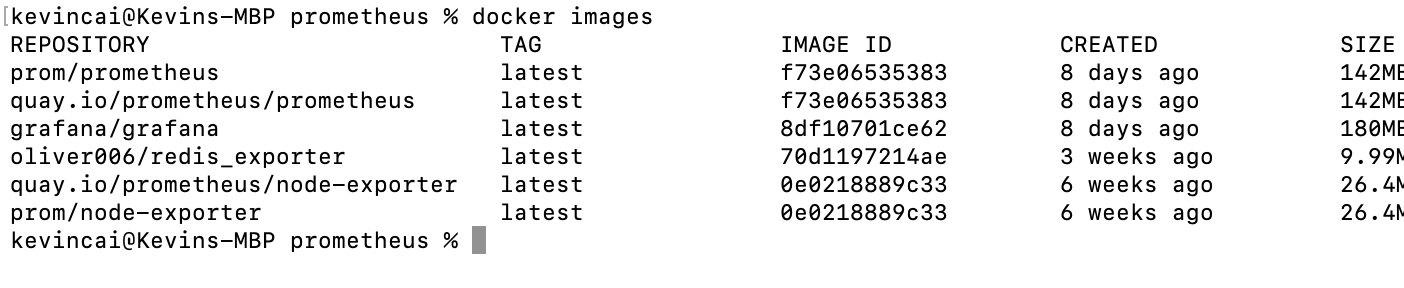 [kevincai@Kevins-MBP prometheus % docker images
REPOSITORY TAG IMAGE ID CREATED SIZE
prom/prometheus latest f73e06535383 8 days ago 142MB
quay.io/prometheus/prometheus latest f73e06535383 8 days ago 142MB
grafana/grafana latest 8df10701ce62 8 days ago 180MB
oliver006/redis_exporter latest 70d1197214ae 3 weeks ago 9.99M
quay.io/prometheus/node-exporter latest 0e0218889c33 6 weeks ago 26.4M
prom/node-exporter latest 0e0218889c33 6 weeks ago 26.4M
kevincai@Kevins-MBP prometheus %